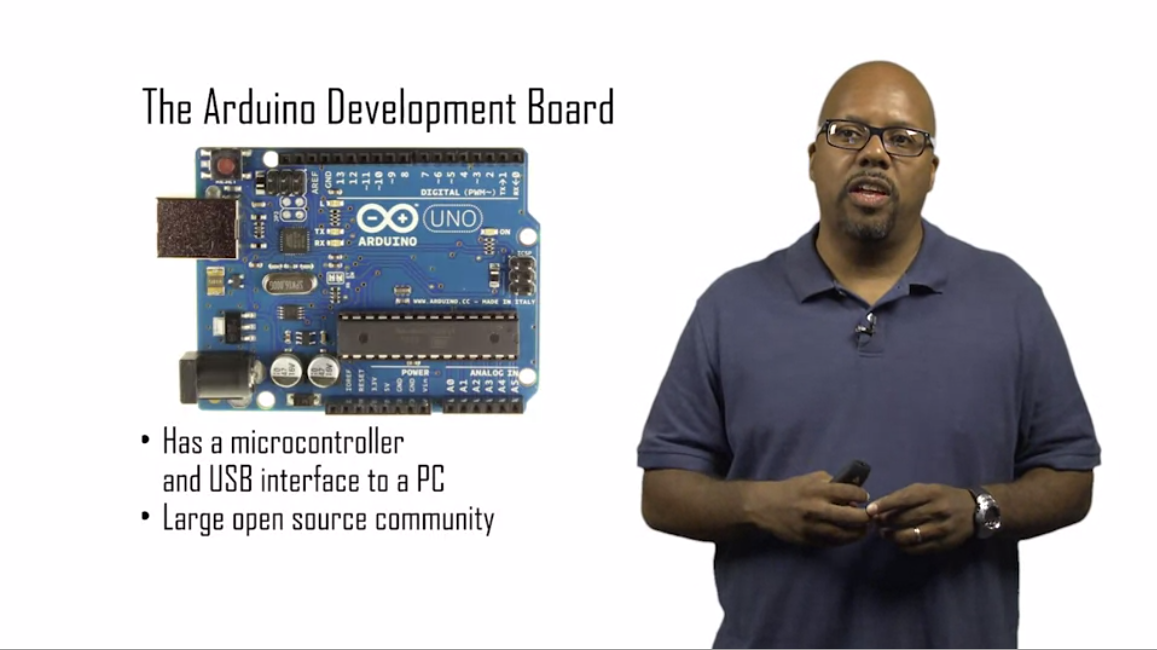 The Arduino Development Board
AREF
GND
13
12
~11
~10
~9
8
7
~6
~5
4
~3
2
TX→1
RX←0
DIGITAL (PWM~)
L
TX
RX
UNO
ARDUINO
ON
ICSP
WWW.ARDUINO.CC - MADE IN ITALY
POWER
ANALOG IN
IOREF
RESET
3.3V
5V
GND
GND
Vin
A0
A1
A2
A3
A4
A5
• Has a microcontroller
and USB interface to a PC
• Large open source community